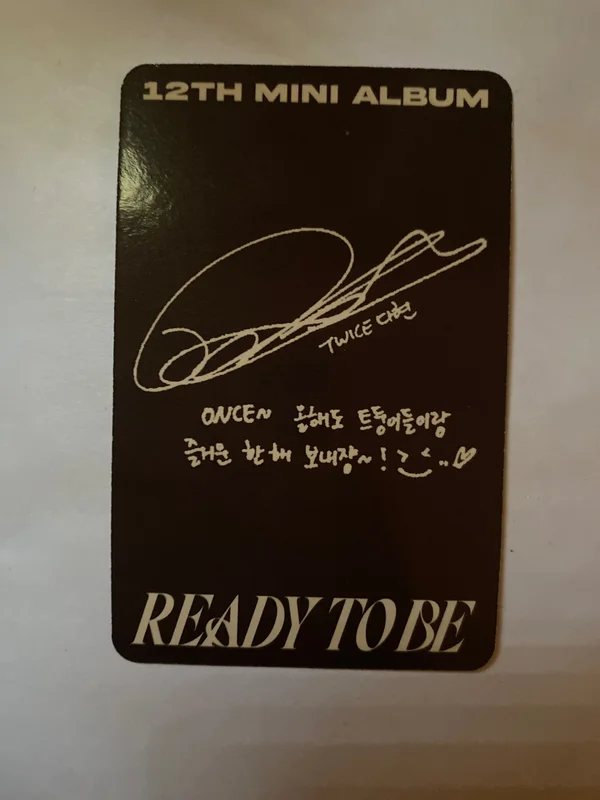 12TH MINI ALBUM
TWICE 다현
ONCE~ 올해도 트둥이들이랑
즐거운 한 해 보내쟝~! >‿<..♡
READY TO BE